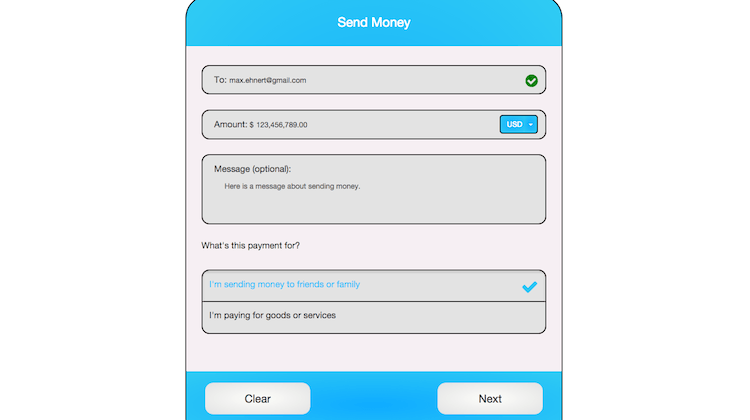 Send Money
To: max.ehnert@gmail.com
Amount: $ 123,456,789.00 USD
Message (optional):
Here is a message about sending money.
What's this payment for?
I'm sending money to friends or family
I'm paying for goods or services
Clear Next